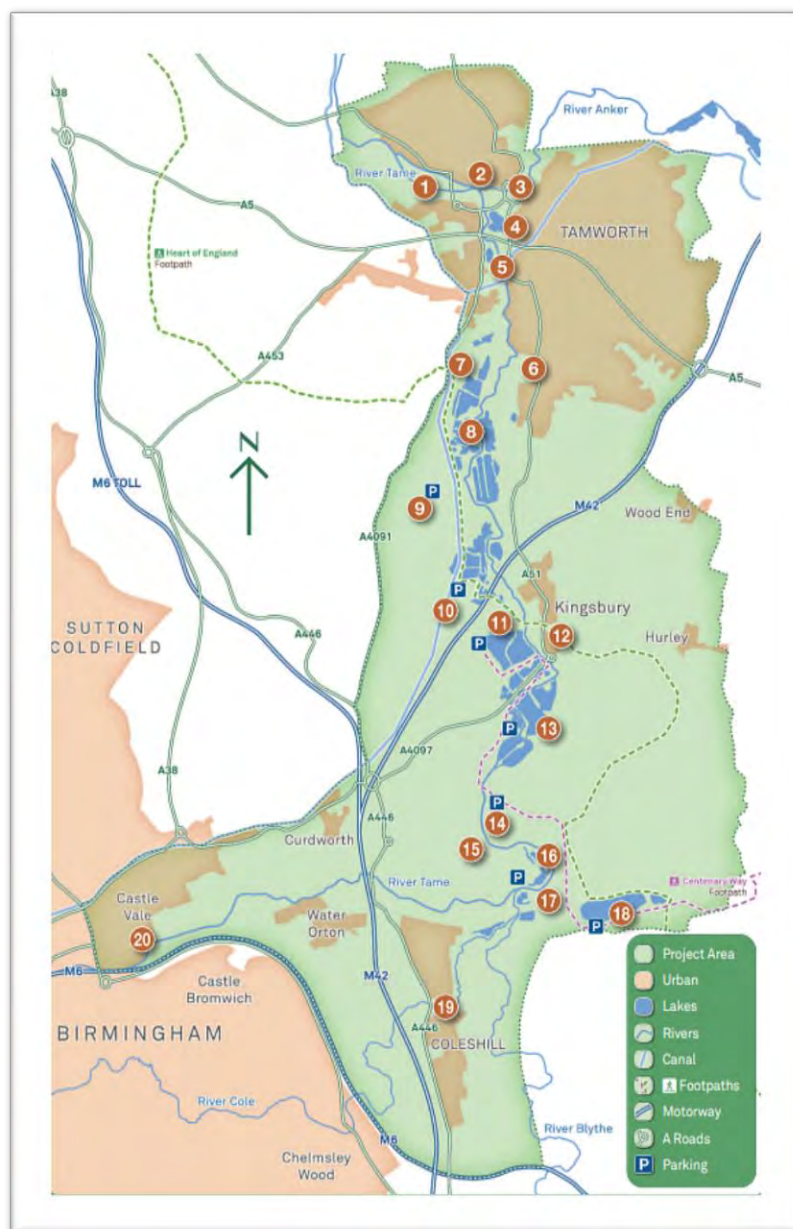 A38
River Anker
River Tame
2
1
3
A5
4
TAMWORTH
Heart of England
Footpath
5
A453
7
6
A5
8
N
M6 TOLL
P
9
M42
Wood End
A4091
A51
P
Kingsbury
10
11
12
SUTTON
COLDFIELD
A446
P
Hurley
P
13
A4097
A38
P
14
A446
Curdworth
15
16
P
Centenary Way
Footpath
River Tame
Castle
Vale
Water
Orton
17
18
P
20
M6
Castle
Bromwich
M42
19
BIRMINGHAM
A446
COLESHILL
River Cole
M6
River Blythe
Chelmsley
Wood
Project Area
Urban
Lakes
Rivers
Canal
Footpaths
Motorway
A Roads
P Parking